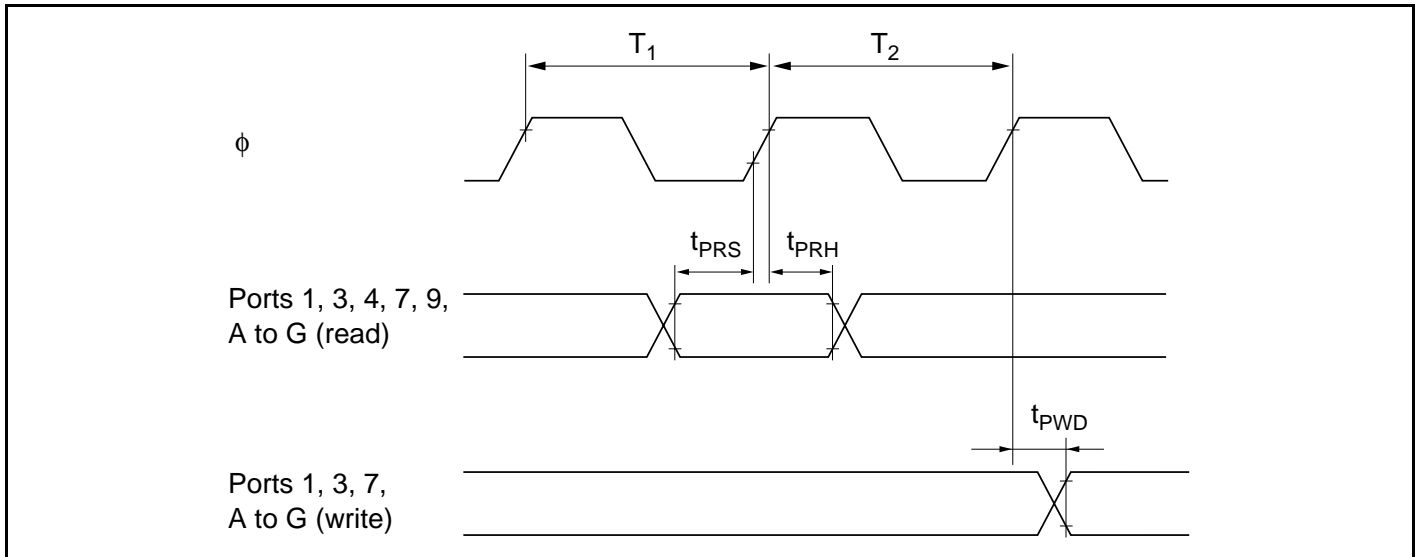 T1 T2
ϕ
tPRS tPRH
Ports 1, 3, 4, 7, 9,
A to G (read)
tPWD
Ports 1, 3, 7,
A to G (write)